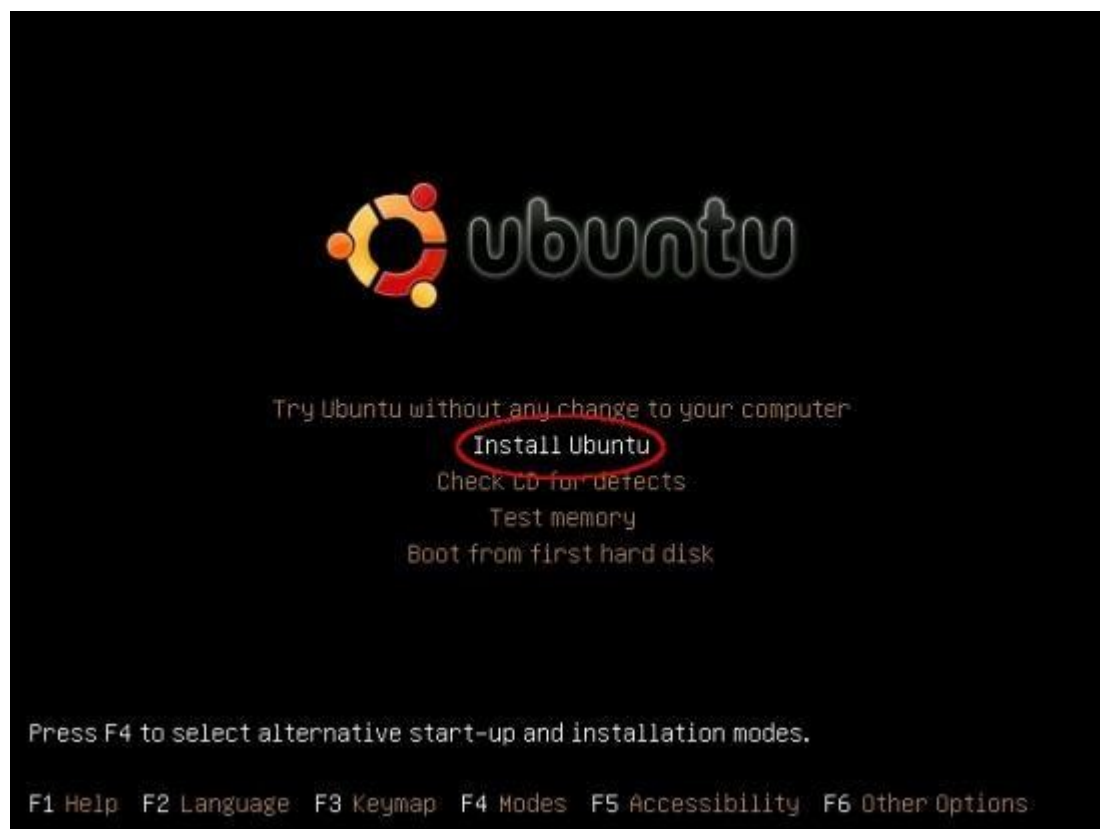 ubuntu
Try Ubuntu without any change to your computer
Install Ubuntu
Check CD for defects
Test memory
Boot from first hard disk
Press F4 to select alternative start-up and installation modes.
F1 Help F2 Language F3 Keymap F4 Modes F5 Accessibility F6 Other Options